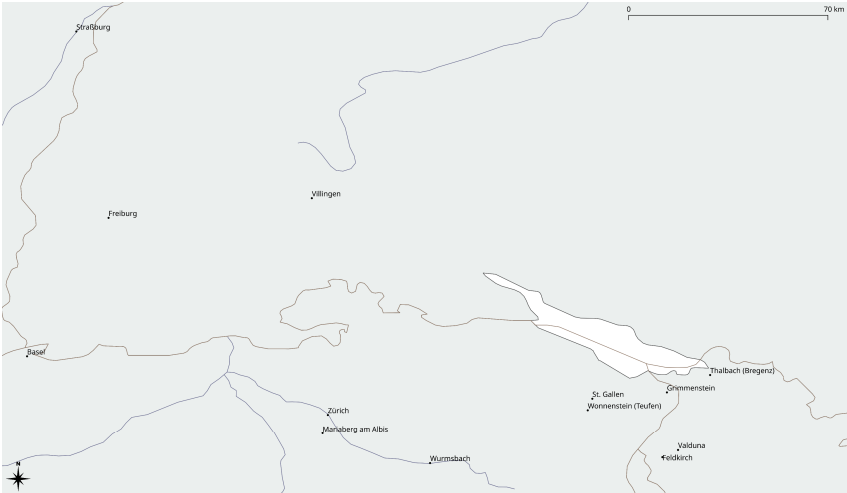 0 70 km
Straßburg
Villingen
Freiburg
Basel
Thalbach (Bregenz)
Grimmenstein
St. Gallen
Wonnenstein (Teufen)
Zürich
Mariaberg am Albis
Valduna
Feldkirch
Wurmsbach
N